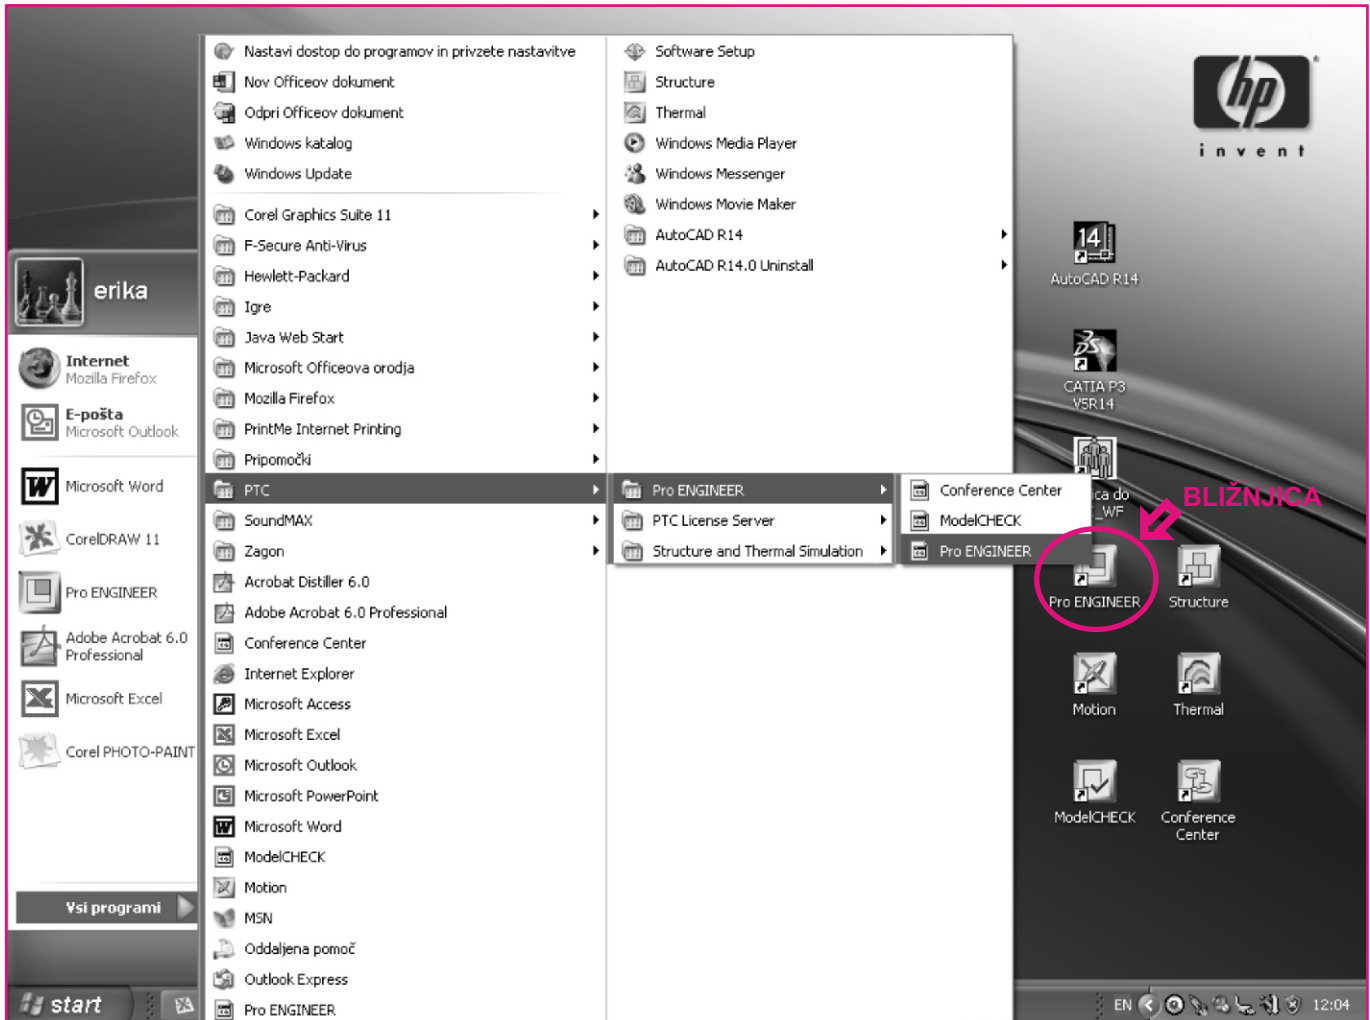 Nastavi dostop do programov in privzete nastavitve
Nov Officeov dokument
Odpri Officeov dokument
Windows katalog
Windows Update
Corel Graphics Suite 11
F-Secure Anti-Virus
Hewlett-Packard
Igre
Java Web Start
Microsoft Officeova orodja
Mozilla Firefox
PrintMe Internet Printing
Pripomočki
PTC
SoundMAX
Zagon
Acrobat Distiller 6.0
Adobe Acrobat 6.0 Professional
Conference Center
Internet Explorer
Microsoft Access
Microsoft Excel
Microsoft Outlook
Microsoft PowerPoint
Microsoft Word
ModelCHECK
Motion
MSN
Oddaljena pomoč
Outlook Express
Pro ENGINEER
Software Setup
Structure
Thermal
Windows Media Player
Windows Messenger
Windows Movie Maker
AutoCAD R14
AutoCAD R14.0 Uninstall
Pro ENGINEER
PTC License Server
Structure and Thermal Simulation
Conference Center
ModelCHECK
Pro ENGINEER
erika
Internet
Mozilla Firefox
E-pošta
Microsoft Outlook
Microsoft Word
CorelDRAW 11
Pro ENGINEER
Adobe Acrobat 6.0
Professional
Microsoft Excel
Corel PHOTO-PAINT
Vsi programi
start
hp
invent
14
AutoCAD R14
CATIA P3
V5R14
do
_WF
BLIŽNJICA
Pro ENGINEER
Structure
Motion
Thermal
ModelCHECK
Conference
Center
EN
12:04